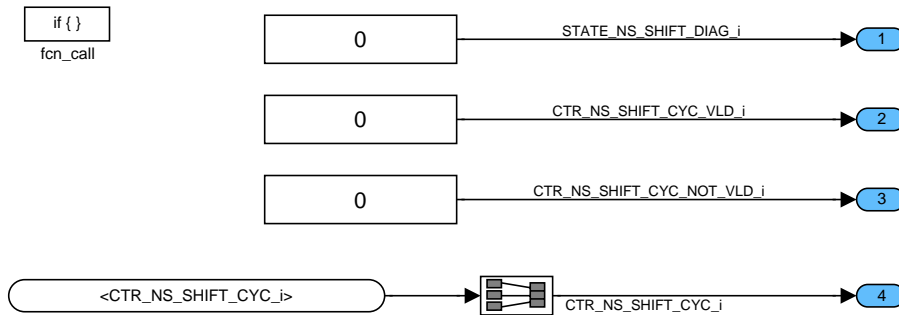 if { }
fcn_call
0
STATE_NS_SHIFT_DIAG_i
1
0
CTR_NS_SHIFT_CYC_VLD_i
2
0
CTR_NS_SHIFT_CYC_NOT_VLD_i
3
<CTR_NS_SHIFT_CYC_i>
CTR_NS_SHIFT_CYC_i
4